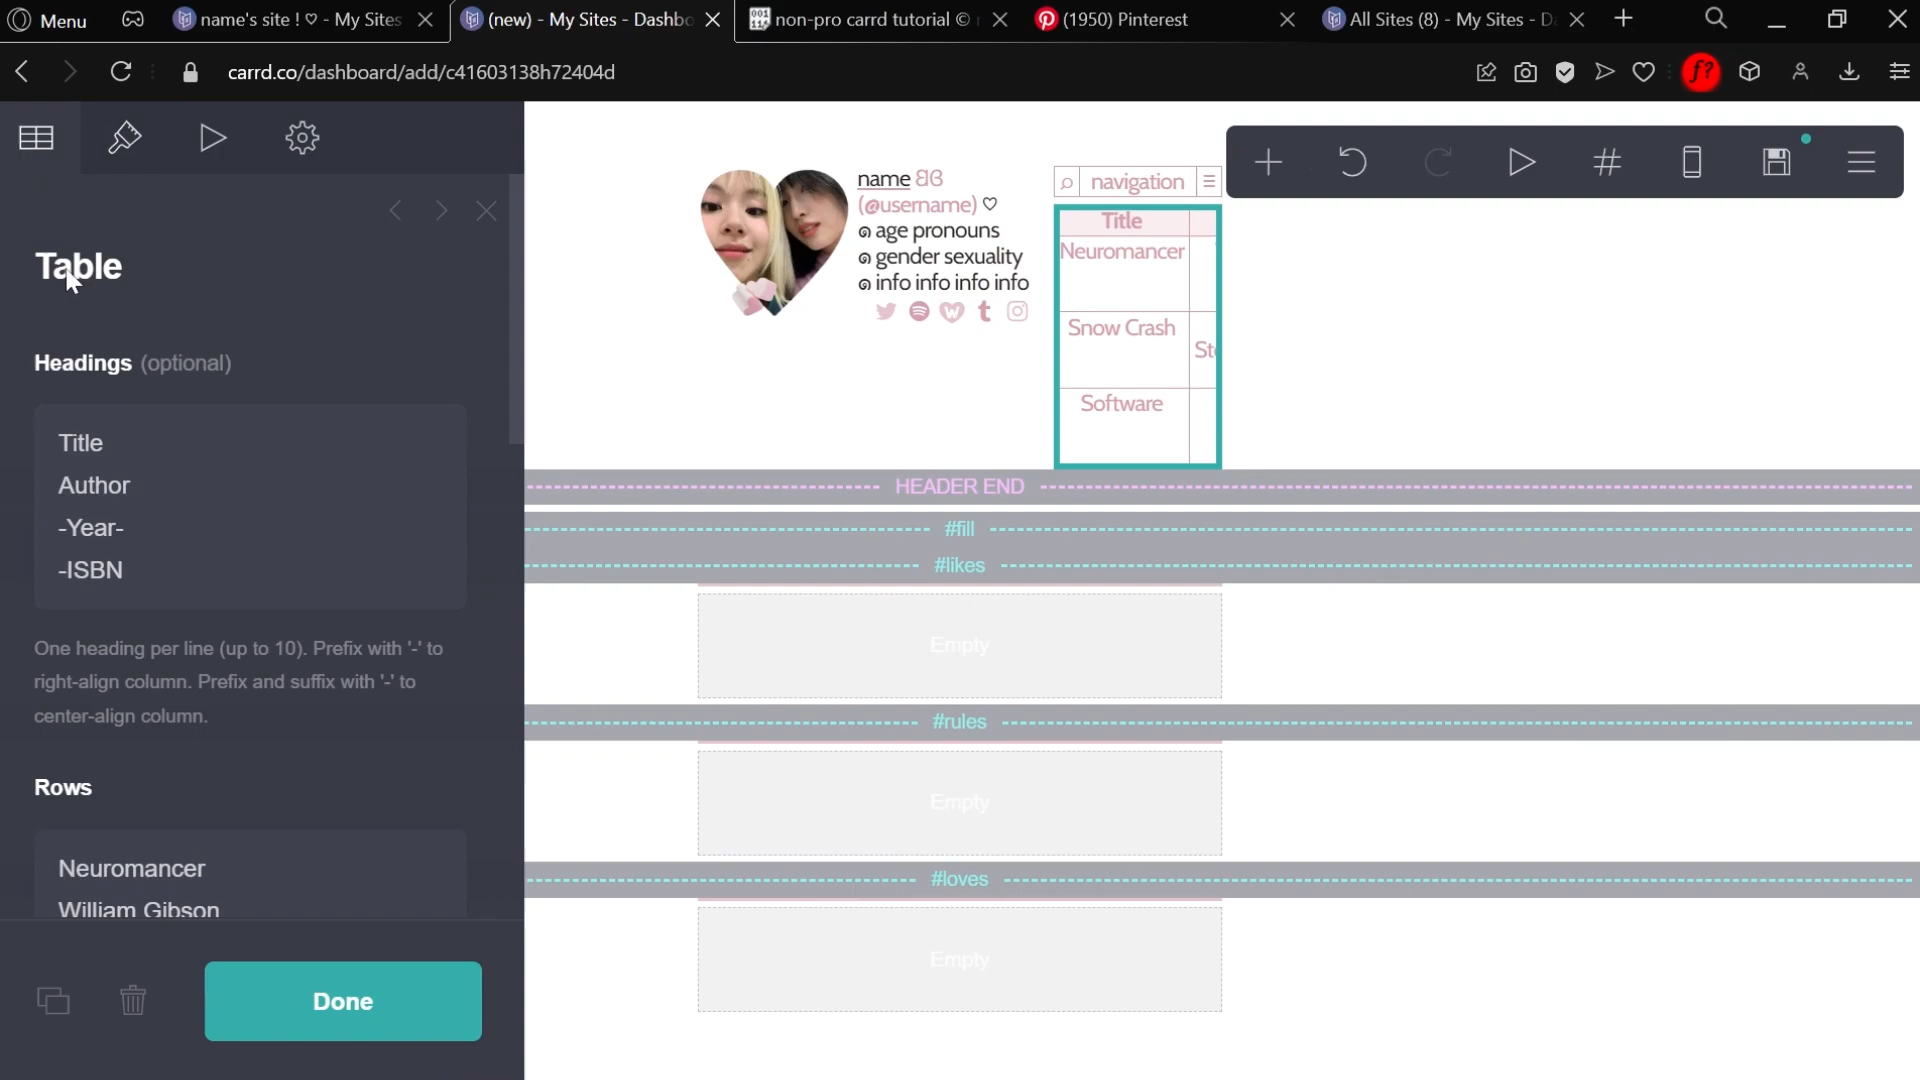 Menu
name's site ! ♡ - My Sites
(new) - My Sites - Dashbo
non-pro carrd tutorial ©
(1950) Pinterest
All Sites (8) - My Sites - Da
carrd.co/dashboard/add/c41603138h72404d
Table
Headings (optional)
Title
Author
-Year-
-ISBN
One heading per line (up to 10). Prefix with '-' to
right-align column. Prefix and suffix with '-' to
center-align column.
Rows
Neuromancer
William Gibson
Done
name
(@username) ♡
age pronouns
gender sexuality
info info info info
navigation
Title
Neuromancer
Snow Crash
Ste
Software
HEADER END
#fill
#likes
Empty
#rules
Empty
#loves
Empty